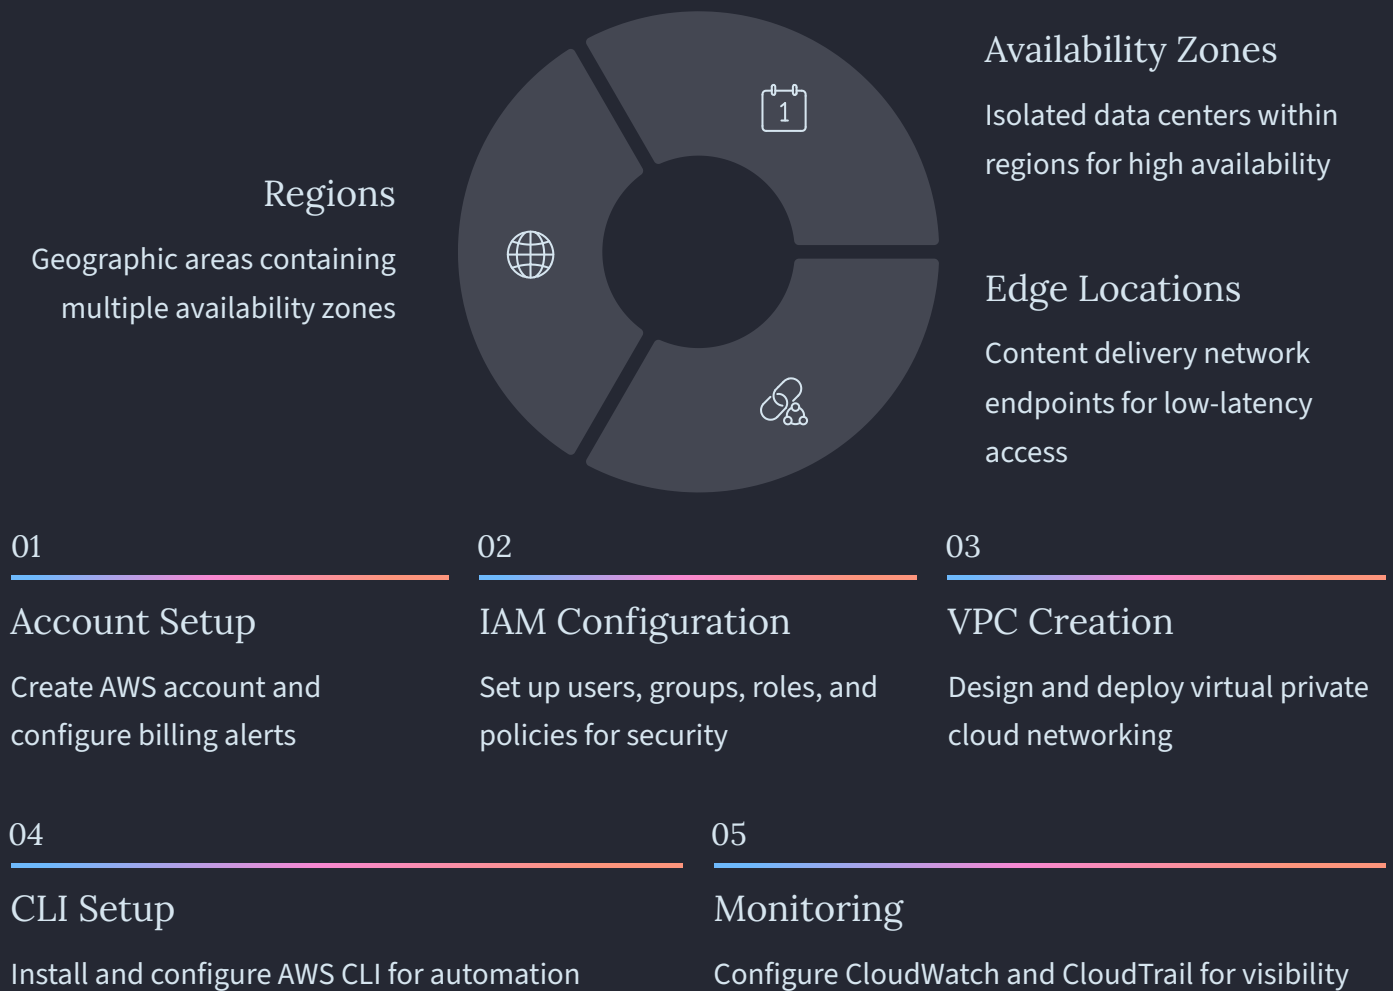 Regions
Geographic areas containing
multiple availability zones
1
Availability Zones
Isolated data centers within
regions for high availability
Edge Locations
Content delivery network
endpoints for low-latency
access
01
Account Setup
Create AWS account and
configure billing alerts
02
IAM Configuration
Set up users, groups, roles, and
policies for security
03
VPC Creation
Design and deploy virtual private
cloud networking
04
CLI Setup
Install and configure AWS CLI for automation
05
Monitoring
Configure CloudWatch and CloudTrail for visibility